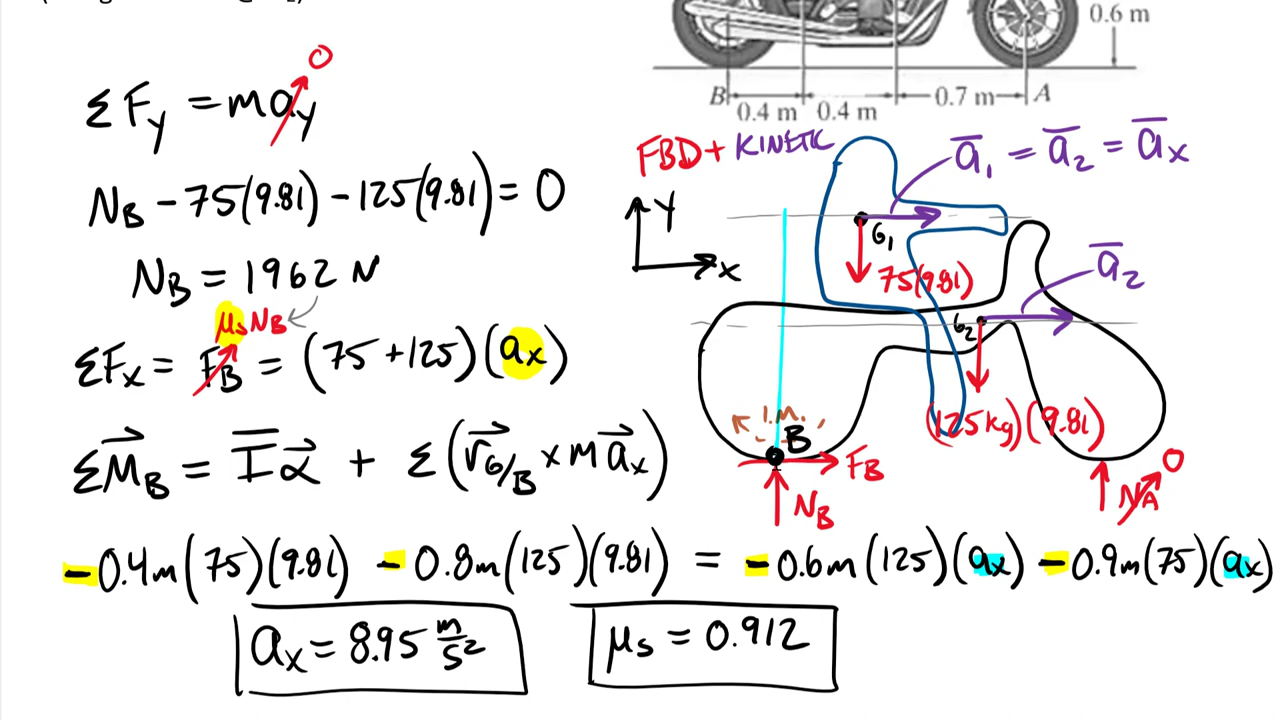 0.6 m
B 0.4 m 0.4 m 0.7 m A
ΣFy = may 0
NB - 75(9.81) - 125(9.81) = 0
NB = 1962 N
μsNB
ΣFx = FB = (75+125)(ax)
ΣMB = Iα + Σ(rG/B × max)
-0.4m(75)(9.81) - 0.8m(125)(9.81) = -0.6m(125)(ax) - 0.9m(75)(ax)
ax = 8.95 m/s²
μs = 0.912
FBD + KINETIC
a1 = a2 = ax
Y
X
G1
75(9.81)
a2
G2
(125kg)(9.81)
I.M.
B
FB
NB
NA 0